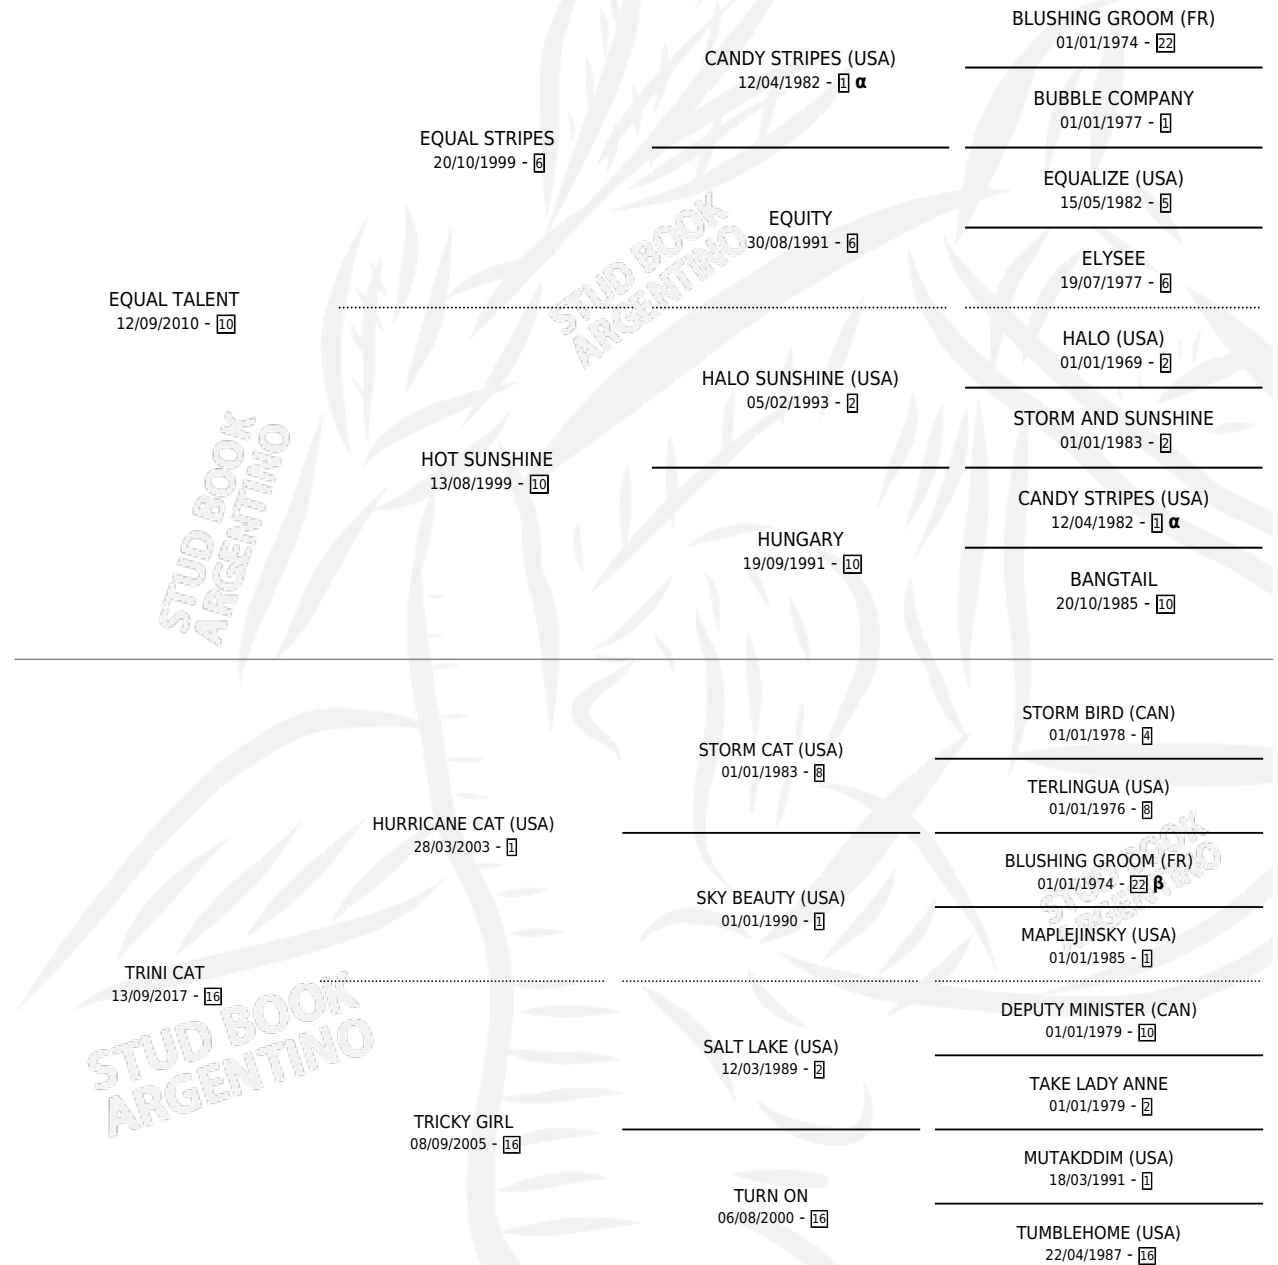 BLUSHING GROOM (FR)
01/01/1974 - 22
CANDY STRIPES (USA)
12/04/1982 - 1 α
BUBBLE COMPANY
01/01/1977 - 1
EQUAL STRIPES
20/10/1999 - 6
EQUALIZE (USA)
15/05/1982 - 5
EQUITY
30/08/1991 - 6
ELYSEE
19/07/1977 - 6
EQUAL TALENT
12/09/2010 - 10
HALO (USA)
01/01/1969 - 2
HALO SUNSHINE (USA)
05/02/1993 - 2
STORM AND SUNSHINE
01/01/1983 - 2
HOT SUNSHINE
13/08/1999 - 10
CANDY STRIPES (USA)
12/04/1982 - 1 α
HUNGARY
19/09/1991 - 10
BANGTAIL
20/10/1985 - 10
STORM BIRD (CAN)
01/01/1978 - 4
STORM CAT (USA)
01/01/1983 - 8
TERLINGUA (USA)
01/01/1976 - 8
HURRICANE CAT (USA)
28/03/2003 - 1
BLUSHING GROOM (FR)
01/01/1974 - 22 β
SKY BEAUTY (USA)
01/01/1990 - 1
MAPLEJINSKY (USA)
01/01/1985 - 1
TRINI CAT
13/09/2017 - 16
DEPUTY MINISTER (CAN)
01/01/1979 - 10
SALT LAKE (USA)
12/03/1989 - 2
TAKE LADY ANNE
01/01/1979 - 2
TRICKY GIRL
08/09/2005 - 16
MUTAKDDIM (USA)
18/03/1991 - 1
TURN ON
06/08/2000 - 16
TUMBLEHOME (USA)
22/04/1987 - 16
STUD BOOK
ARGENTINO
STUD BOOK
ARGENTINO
STUD BOOK
ARGENTINO
STUD BOOK
ARGENTINO